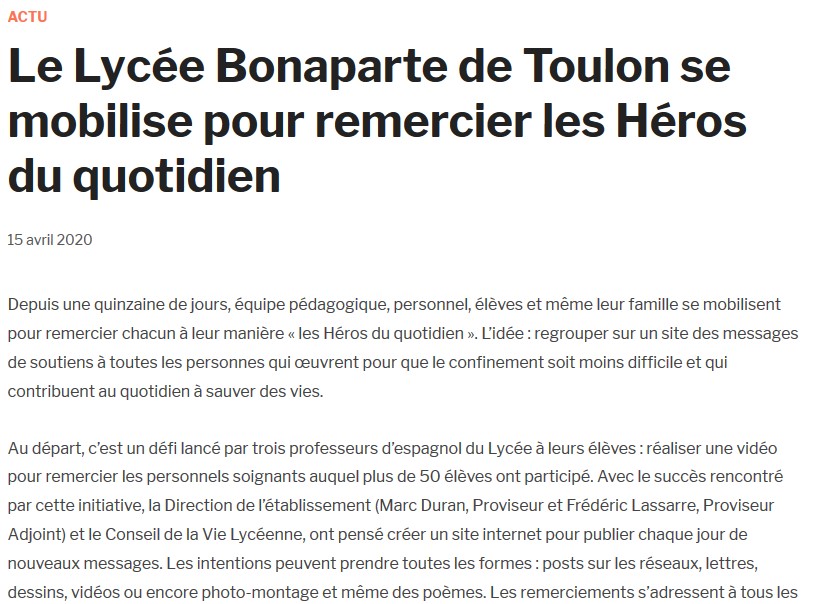 ACTU
Le Lycée Bonaparte de Toulon se
mobilise pour remercier les Héros
du quotidien
15 avril 2020
Depuis une quinzaine de jours, équipe pédagogique, personnel, élèves et même leur famille se mobilisent
pour remercier chacun à leur manière « les Héros du quotidien ». L’idée : regrouper sur un site des messages
de soutiens à toutes les personnes qui œuvrent pour que le confinement soit moins difficile et qui
contribuent au quotidien à sauver des vies.
Au départ, c’est un défi lancé par trois professeurs d’espagnol du Lycée à leurs élèves : réaliser une vidéo
pour remercier les personnels soignants auquel plus de 50 élèves ont participé. Avec le succès rencontré
par cette initiative, la Direction de l’établissement (Marc Duran, Proviseur et Frédéric Lassarre, Proviseur
Adjoint) et le Conseil de la Vie Lycéenne, ont pensé créer un site internet pour publier chaque jour de
nouveaux messages. Les intentions peuvent prendre toutes les formes : posts sur les réseaux, lettres,
dessins, vidéos ou encore photo-montage et même des poèmes. Les remerciements s’adressent à tous les